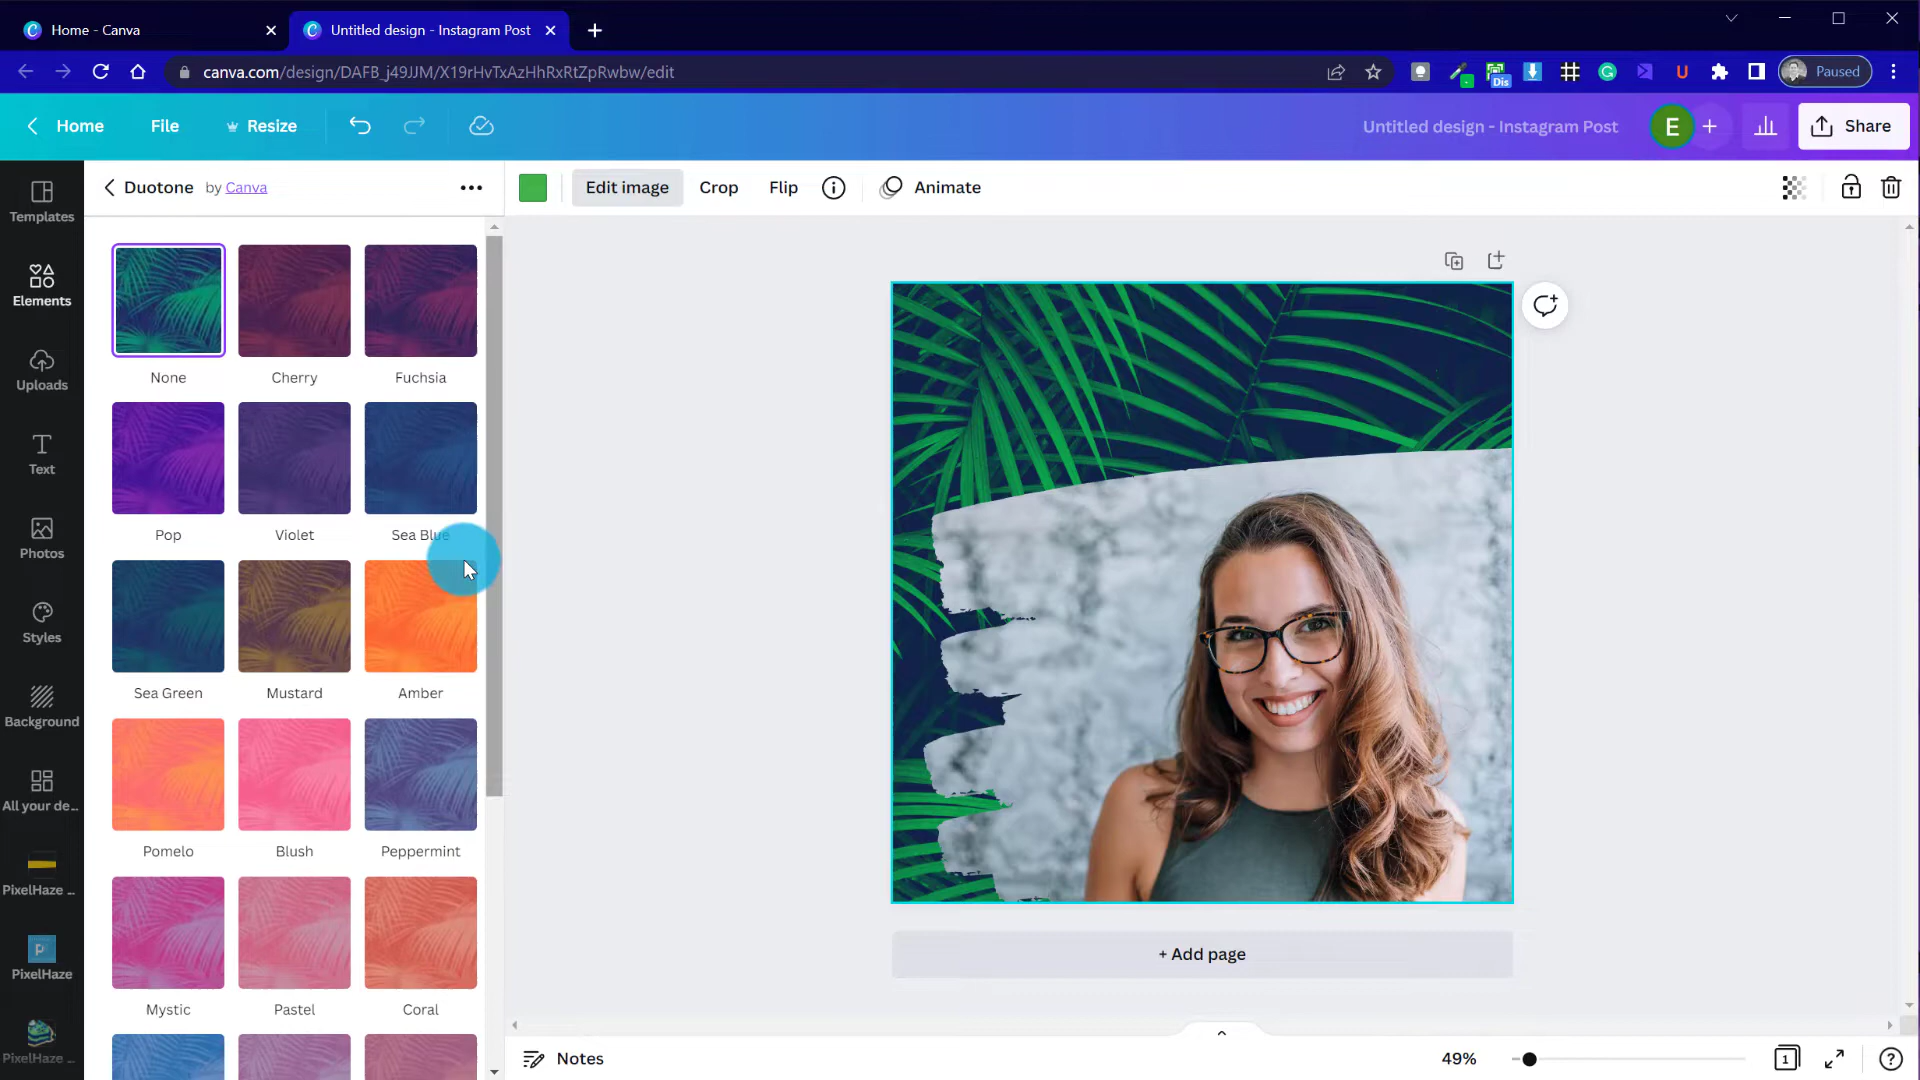 Home - Canva
Untitled design - Instagram Post
canva.com/design/DAFB_j49JJM/X19rHvTxAzHhRxRtZpRwbw/edit
Dis
U
Paused
Home
File
Resize
Untitled design - Instagram Post
E
+
Share
Templates
Elements
Uploads
Text
Photos
Styles
Background
All your de...
PixelHaze ...
P
PixelHaze
PixelHaze ...
Duotone by Canva
None
Cherry
Fuchsia
Pop
Violet
Sea Blue
Sea Green
Mustard
Amber
Pomelo
Blush
Peppermint
Mystic
Pastel
Coral
Edit image
Crop
Flip
Animate
+ Add page
Notes
49%
1